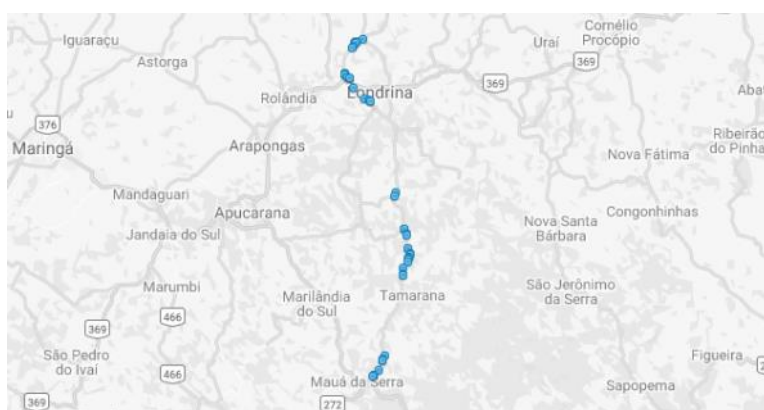 Iguaraçu
Astorga
Cornélio
Procópio
Uraí
369
Rolândia
Londrina
376
Maringá
Arapongas
Ribeirão
do Pinha
Nova Fátima
Mandaguari
Apucarana
Congonhinhas
Jandaia do Sul
Nova Santa
Bárbara
Marumbi
Marilândia
do Sul
Tamarana
São Jerônimo
da Serra
466
369
São Pedro
do Ivaí
466
Mauá da Serra
Figueira
Sapopema
369
272